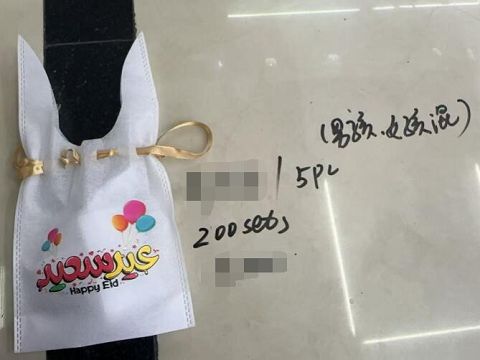 عيد سعيد
Happy Eid
(男孩、女孩混)
/ 5pc
200sets